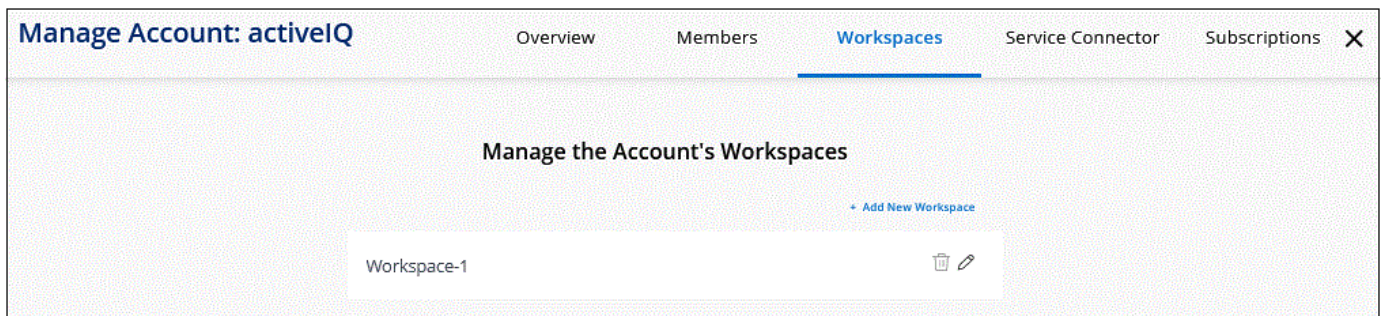 Manage Account: activeIQ
Overview Members Workspaces Service Connector Subscriptions
Manage the Account's Workspaces
+ Add New Workspace
Workspace-1